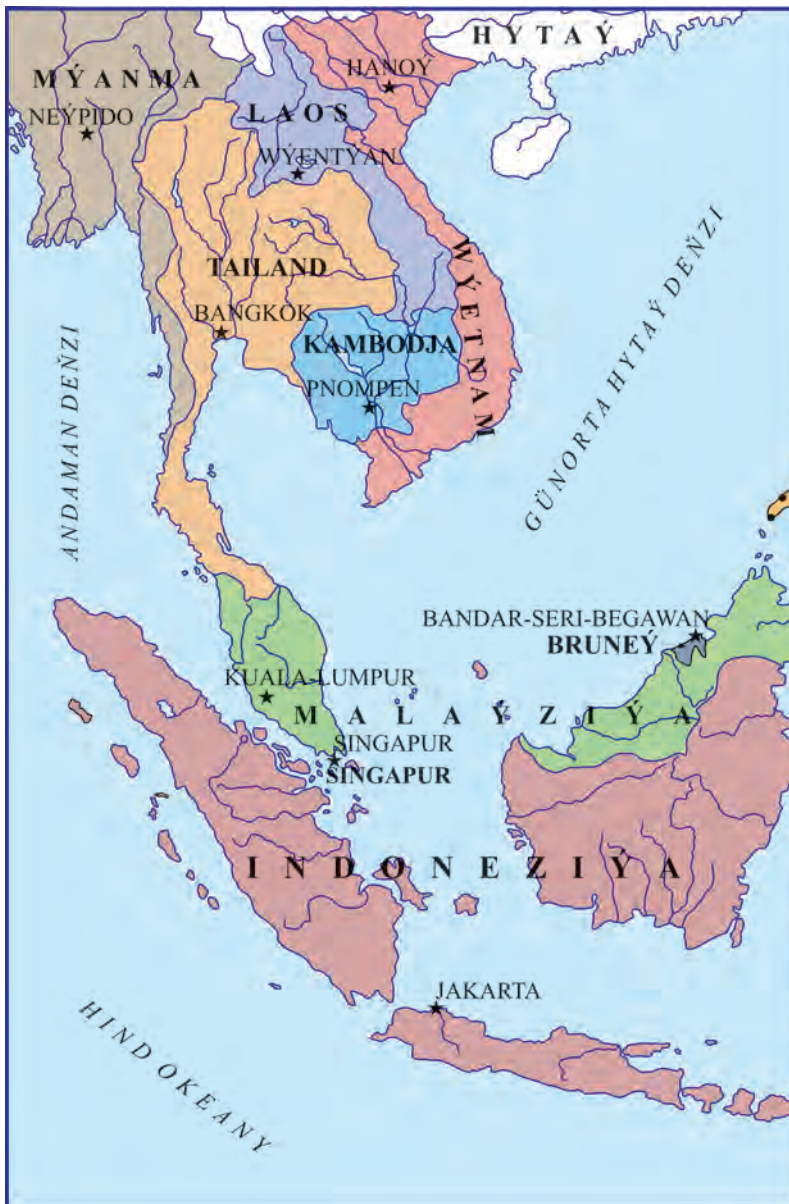 HYTAÝ
MÝANMA
HANOÝ
NEÝPIDO
LAOS
WÝENTÝAN
WÝETNAM
TAILAND
BANGKOK
KAMBODJA
PNOMPEN
ANDAMAN DEŇZI
GÜNORTA HYTAÝ DEŇZI
BANDAR-SERI-BEGAWAN
BRUNEÝ
KUALA-LUMPUR
MALAÝZIÝA
SINGAPUR
SINGAPUR
INDONEZIÝA
JAKARTA
HIND OKEANY